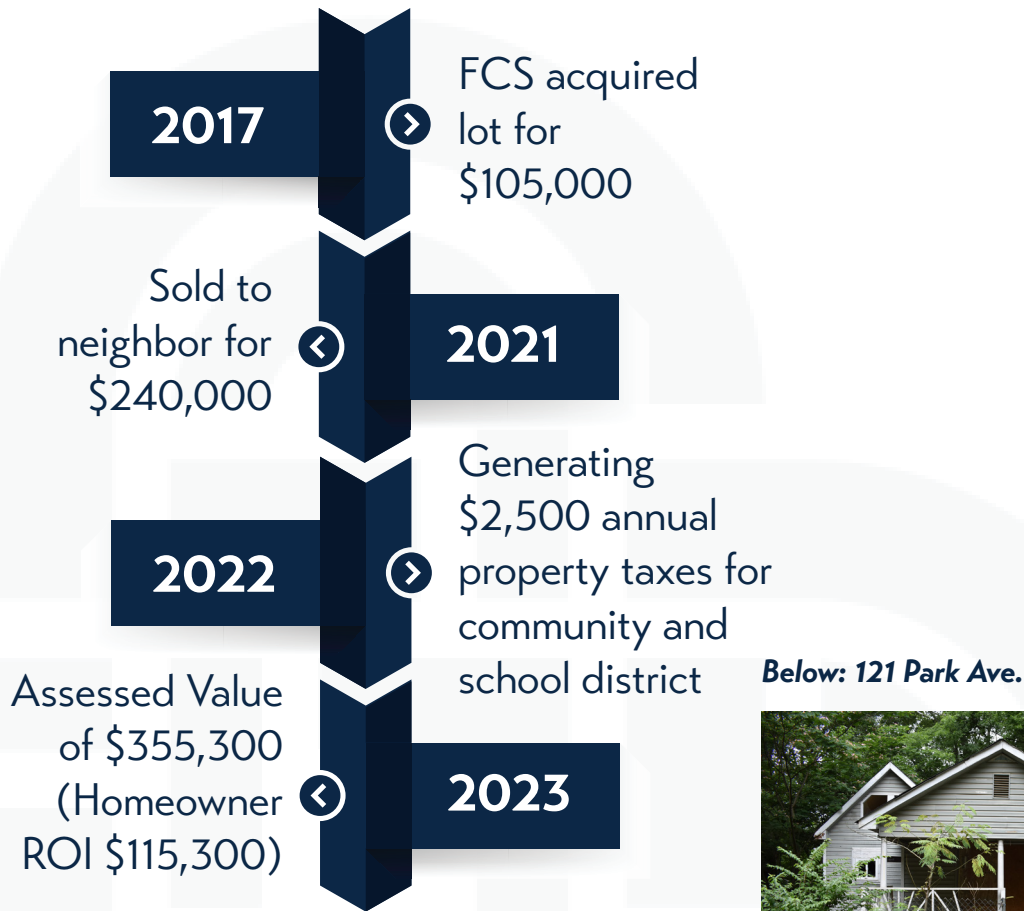 2017
FCS acquired
lot for
$105,000
2021
Sold to
neighbor for
$240,000
2022
Generating
$2,500 annual
property taxes for
community and
school district
2023
Assessed Value
of $355,300
(Homeowner
ROI $115,300)
Below: 121 Park Ave.